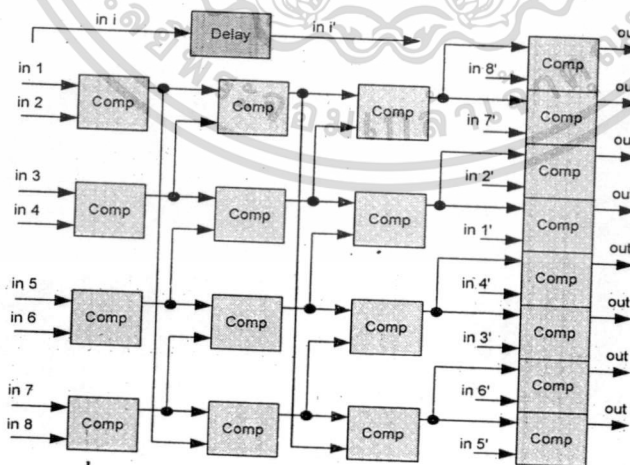 in i
Delay
in i'
in 1
in 2
Comp
Comp
Comp
in 8'
Comp
out
in 7'
Comp
ou
in 3
in 4
Comp
Comp
Comp
in 2'
Comp
ou
in 1'
Comp
out
in 5
in 6
Comp
Comp
Comp
in 4'
Comp
out
in 3'
Comp
out
in 7
in 8
Comp
Comp
Comp
in 6'
Comp
out
in 5'
Comp
out